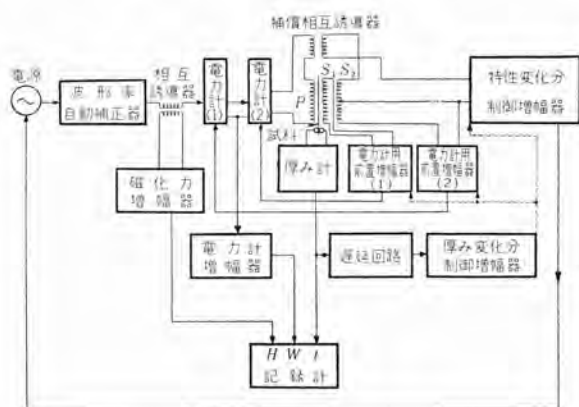 補償相互誘導器
電源
波形率
自動補正器
相互
誘導器
電力計
(1)
電力計
(2)
P
S₁
S₂
特性変化分
制御増幅器
試料
厚み計
電力計用
前置増幅器
(1)
電力計用
前置増幅器
(2)
磁化力
増幅器
電力計
増幅器
遅延回路
厚み変化分
制御増幅器
H W t
記録計